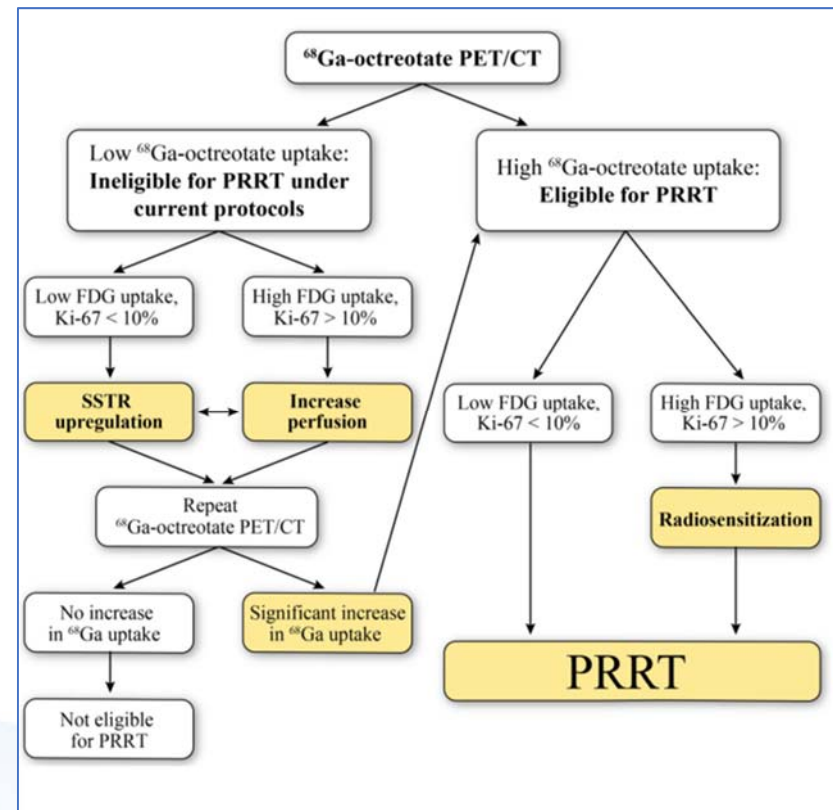 ⁶⁸Ga-octreotate PET/CT
Low ⁶⁸Ga-octreotate uptake:
Ineligible for PRRT under
current protocols
High ⁶⁸Ga-octreotate uptake:
Eligible for PRRT
Low FDG uptake,
Ki-67 < 10%
High FDG uptake,
Ki-67 > 10%
SSTR
upregulation
Increase
perfusion
Low FDG uptake,
Ki-67 < 10%
High FDG uptake,
Ki-67 > 10%
Repeat
⁶⁸Ga-octreotate PET/CT
Radiosensitization
No increase
in ⁶⁸Ga uptake
Significant increase
in ⁶⁸Ga uptake
PRRT
Not eligible
for PRRT